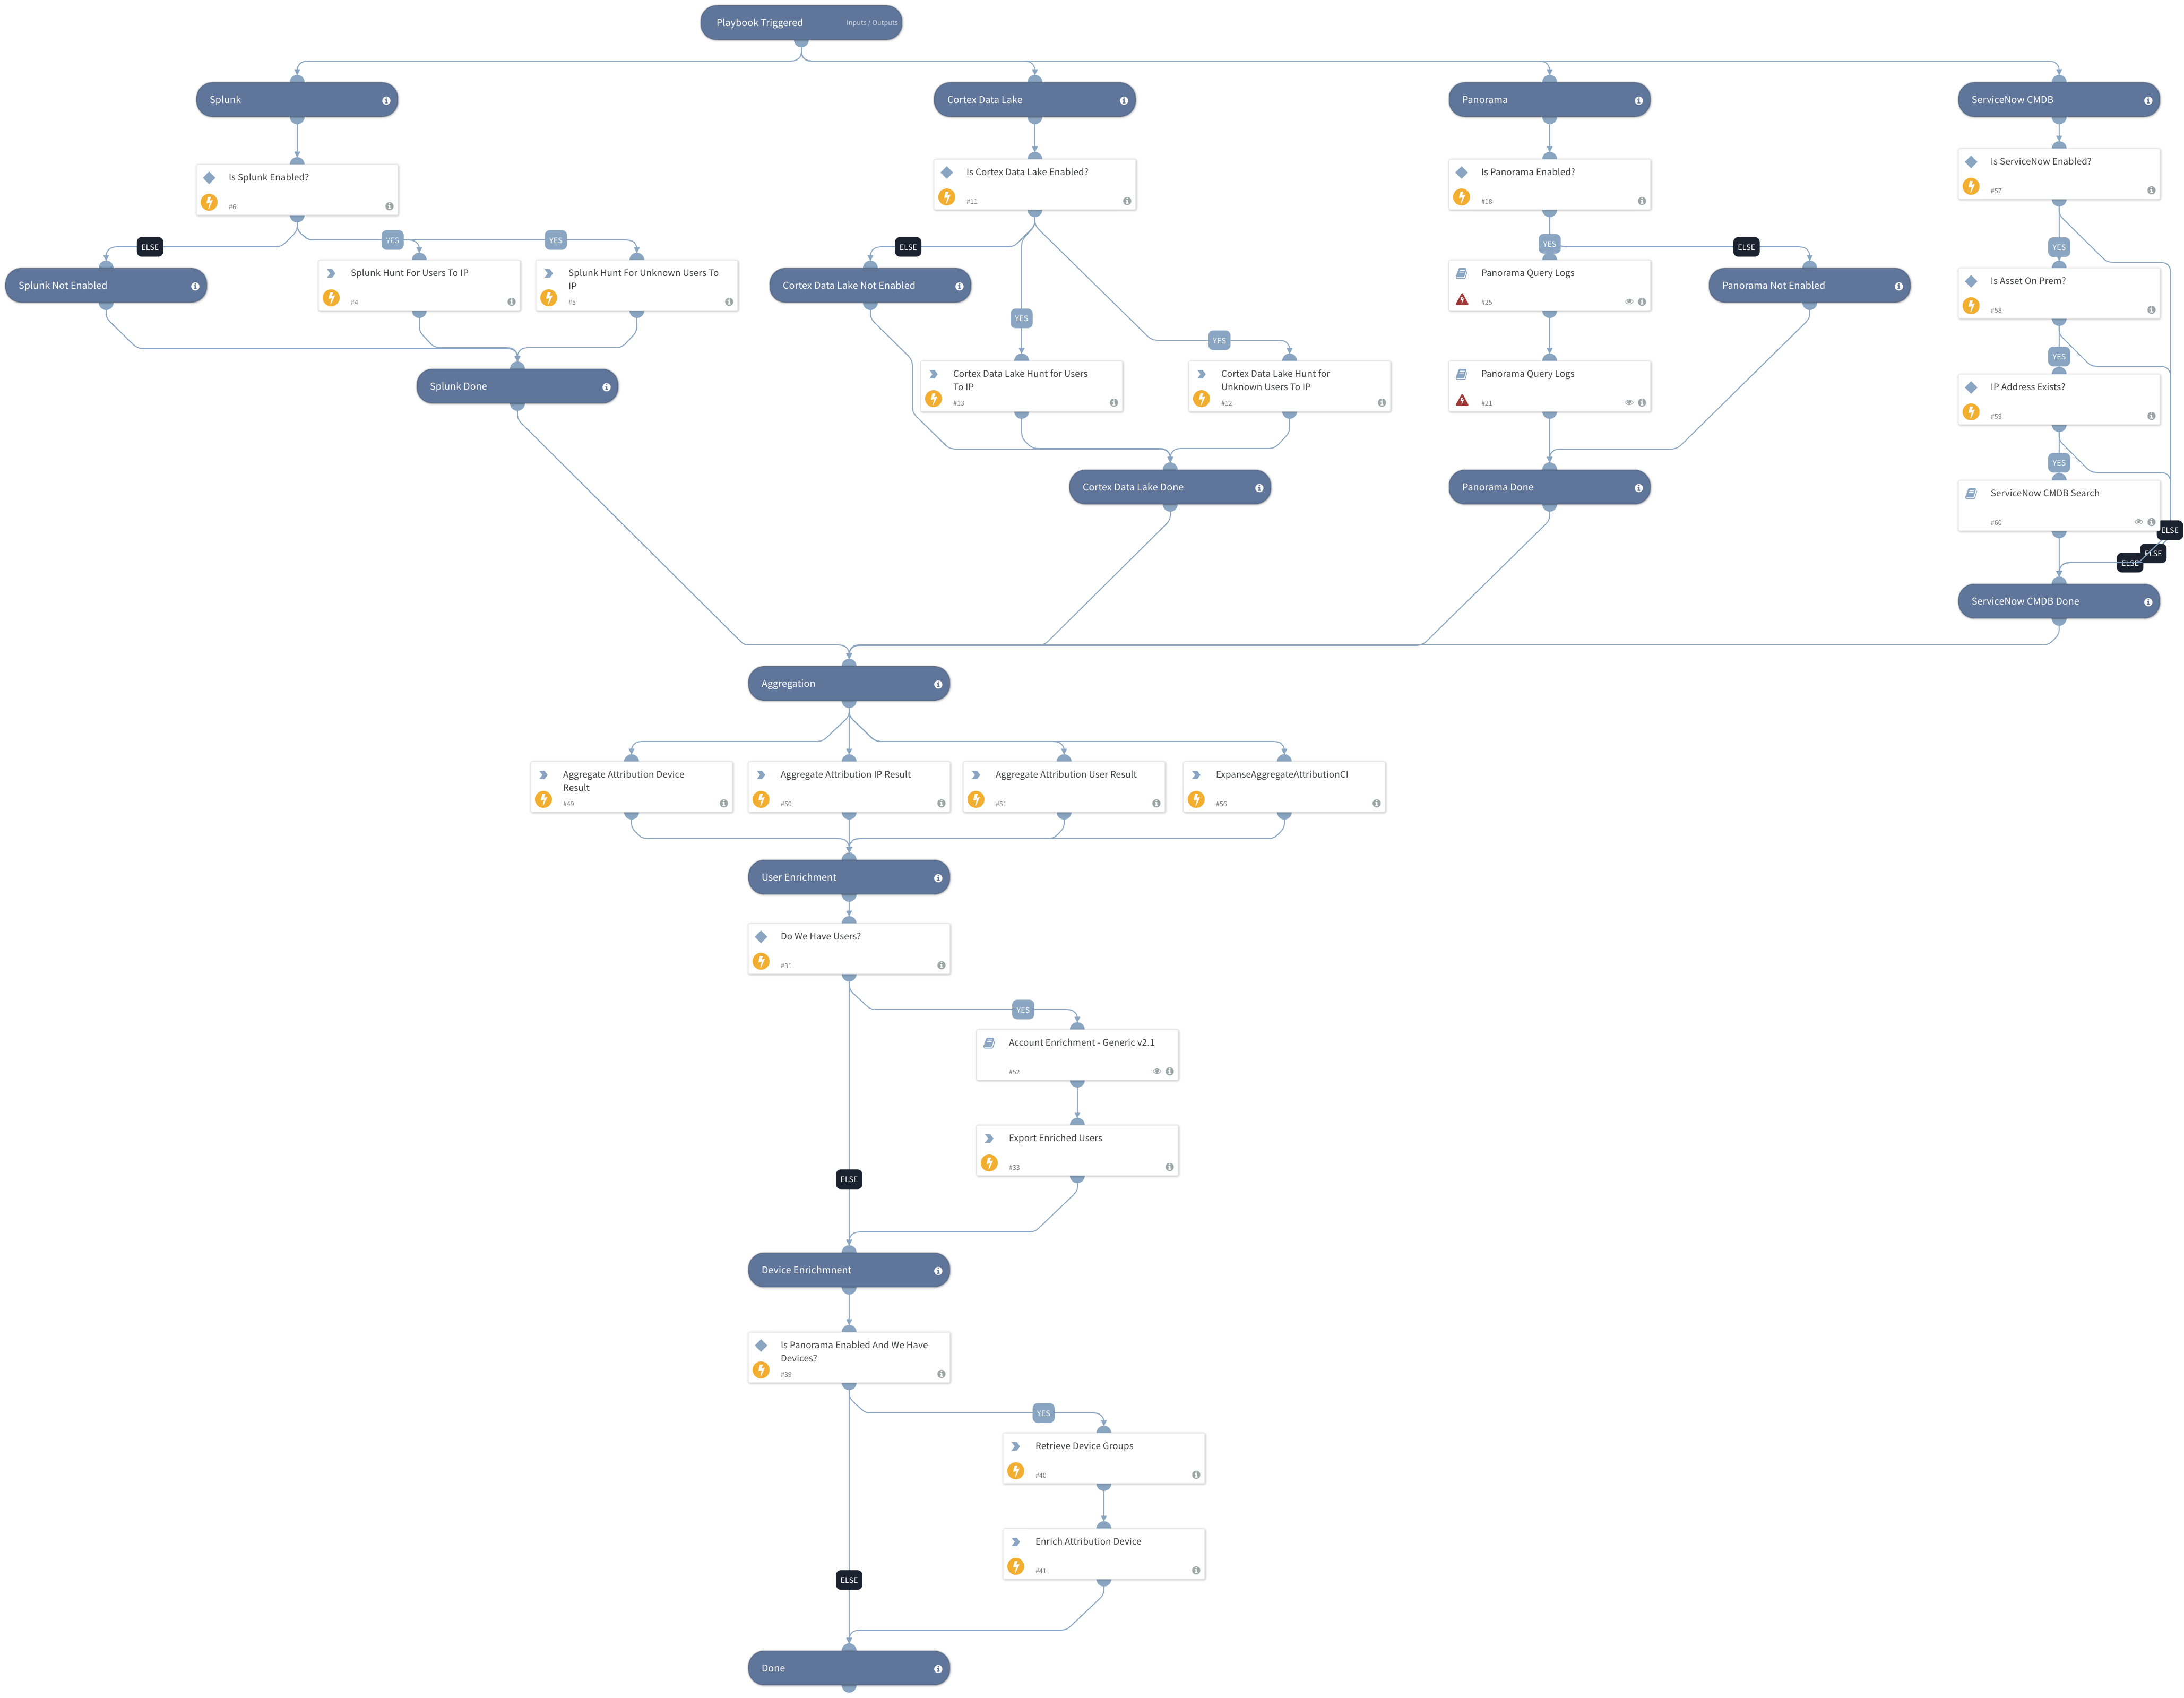 Playbook Triggered
Inputs / Outputs
Splunk
Cortex Data Lake
Panorama
ServiceNow CMDB
Is Splunk Enabled?
#6
Is Cortex Data Lake Enabled?
#11
Is Panorama Enabled?
#18
Is ServiceNow Enabled?
#57
ELSE
YES
YES
ELSE
YES
ELSE
YES
Splunk Not Enabled
Splunk Hunt For Users To IP
#4
Splunk Hunt For Unknown Users To
IP
#5
Cortex Data Lake Not Enabled
Panorama Query Logs
#25
Panorama Not Enabled
Is Asset On Prem?
#58
YES
YES
YES
Splunk Done
Cortex Data Lake Hunt for Users
To IP
#13
Cortex Data Lake Hunt for
Unknown Users To IP
#12
Panorama Query Logs
#21
IP Address Exists?
#59
YES
Cortex Data Lake Done
Panorama Done
ServiceNow CMDB Search
#60
ELSE
ELSE
ELSE
ServiceNow CMDB Done
Aggregation
Aggregate Attribution Device
Result
#49
Aggregate Attribution IP Result
#50
Aggregate Attribution User Result
#51
ExpanseAggregateAttributionCI
#56
User Enrichment
Do We Have Users?
#31
YES
Account Enrichment - Generic v2.1
#52
Export Enriched Users
#33
ELSE
Device Enrichmnent
Is Panorama Enabled And We Have
Devices?
#39
YES
Retrieve Device Groups
#40
Enrich Attribution Device
#41
ELSE
Done